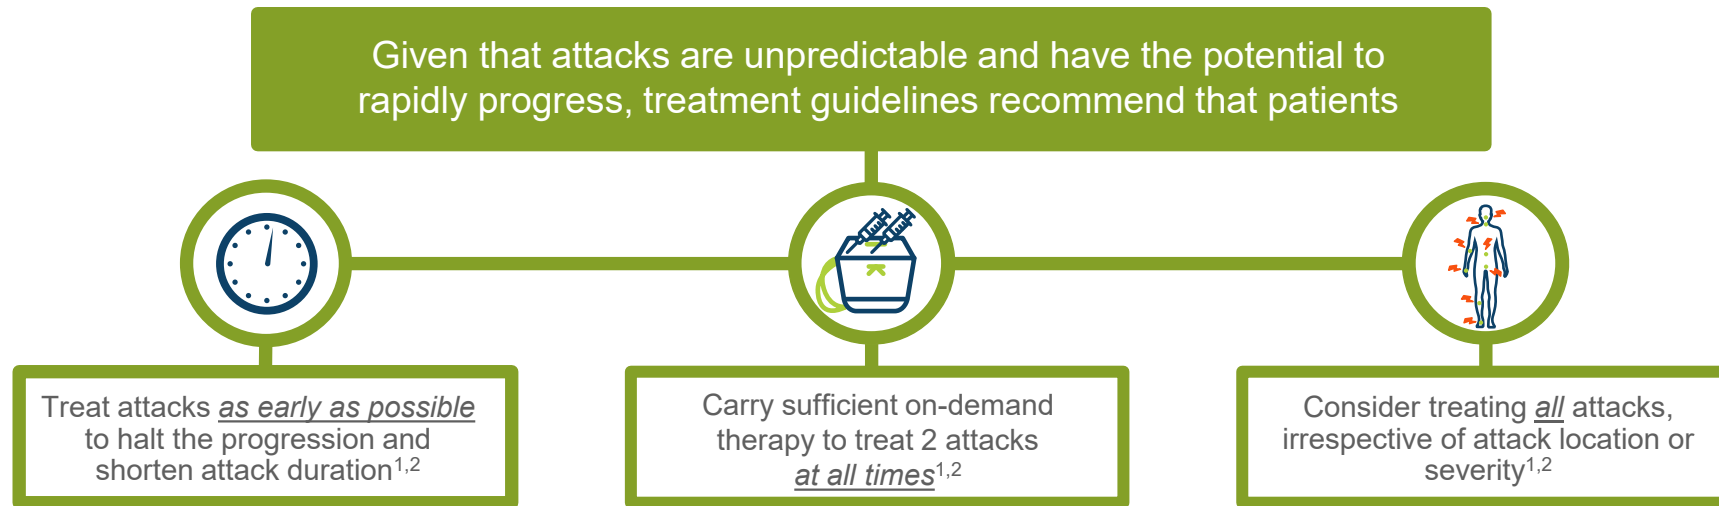 Given that attacks are unpredictable and have the potential to
rapidly progress, treatment guidelines recommend that patients
Treat attacks as early as possible
to halt the progression and
shorten attack duration1,2
Carry sufficient on-demand
therapy to treat 2 attacks
at all times1,2
Consider treating all attacks,
irrespective of attack location or
severity1,2